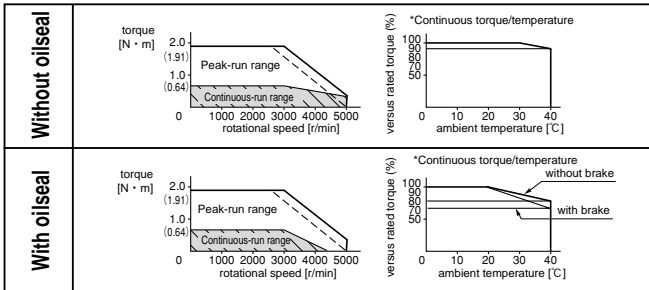 Without oilseal
torque
[N・m]
2.0
(1.91)
1.0
(0.64)
Peak-run range
Continuous-run range
0 1000 2000 3000 4000 5000
rotational speed [r/min]
*Continuous torque/temperature
versus rated torque (%)
100
90
80
70
50
0 10 20 30 40
ambient temperature [℃]
With oilseal
torque
[N・m]
2.0
(1.91)
1.0
(0.64)
Peak-run range
Continuous-run range
0 1000 2000 3000 4000 5000
rotational speed [r/min]
*Continuous torque/temperature
without brake
versus rated torque (%)
100
90
80
70
50
with brake
0 10 20 30 40
ambient temperature [℃]